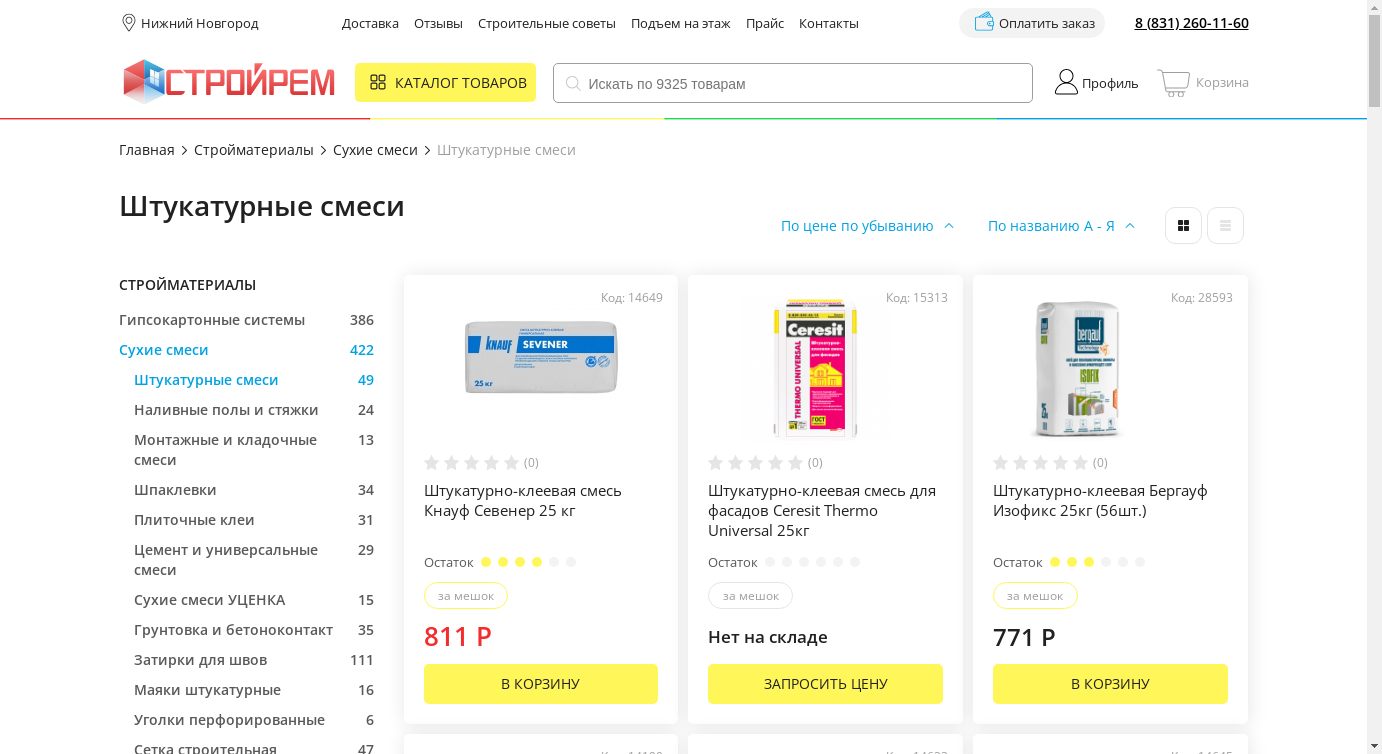 Нижний Новгород
Доставка Отзывы Строительные советы Подъем на этаж Прайс Контакты
Оплатить заказ
8 (831) 260-11-60
СТРОЙРЕМ
КАТАЛОГ ТОВАРОВ
Искать по 9325 товарам
Профиль
Корзина
Главная Стройматериалы Сухие смеси Штукатурные смеси
Штукатурные смеси
По цене по убыванию По названию А - Я
СТРОЙМАТЕРИАЛЫ
Гипсокартонные системы 386
Сухие смеси 422
Штукатурные смеси 49
Наливные полы и стяжки 24
Монтажные и кладочные 13
смеси
Шпаклевки 34
Плиточные клеи 31
Цемент и универсальные 29
смеси
Сухие смеси УЦЕНКА 15
Грунтовка и бетоноконтакт 35
Затирки для швов 111
Маяки штукатурные 16
Уголки перфорированные 6
Сетка строительная 47
Код: 14649
KNAUF SEVENER
25 кг
(0)
Штукатурно-клеевая смесь
Кнауф Севенер 25 кг
Остаток
за мешок
811 Р
В КОРЗИНУ
Код: 15313
Ceresit
Штукатурно-
клеевая смесь
для фасадов
THERMO UNIVERSAL
ГОСТ
(0)
Штукатурно-клеевая смесь для
фасадов Ceresit Thermo
Universal 25кг
Остаток
за мешок
Нет на складе
ЗАПРОСИТЬ ЦЕНУ
Код: 28593
bergauf
ISOFIX
(0)
Штукатурно-клеевая Бергауф
Изофикс 25кг (56шт.)
Остаток
за мешок
771 Р
В КОРЗИНУ